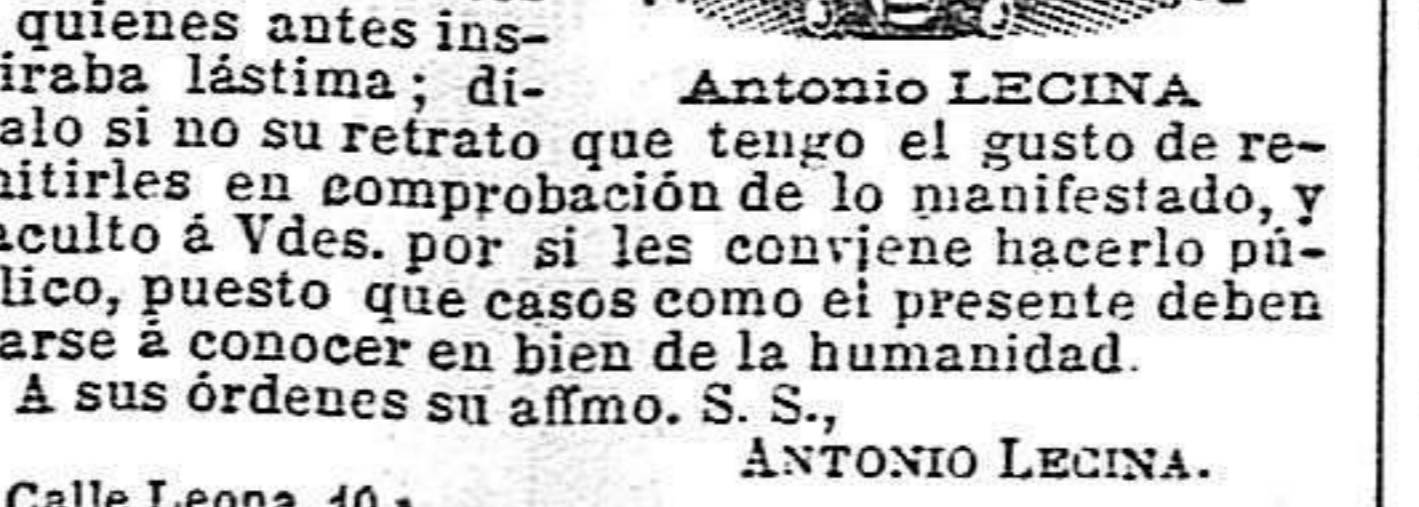 quienes antes ins-
iraba lástima; dí-
Antonio LECINA
alo si no su retrato que tengo el gusto de re-
nitirles en comprobación de lo manifestado, y
aculto á Vdes. por si les conviene hacerlo pú-
lico, puesto que casos como el presente deben
arse á conocer en bien de la humanidad.
A sus órdenes su affmo. S. S.,
ANTONIO LECINA.
Calle Leona, 10,